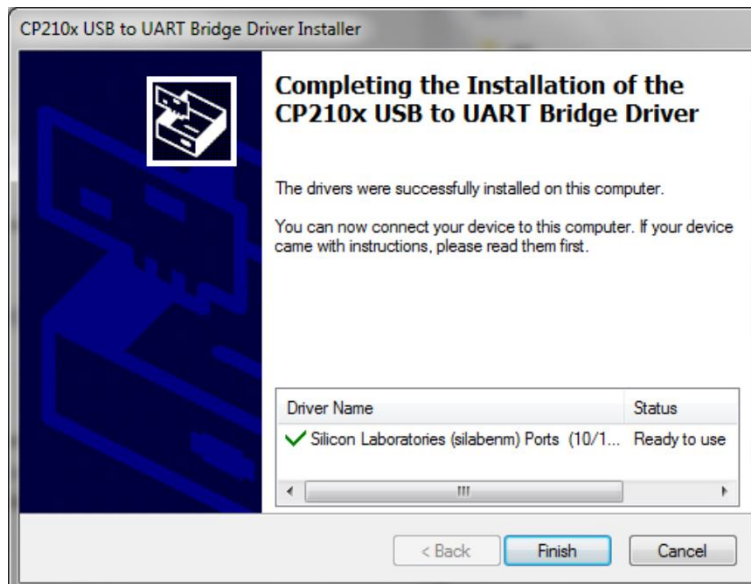 CP210x USB to UART Bridge Driver Installer
Completing the Installation of the
CP210x USB to UART Bridge Driver
The drivers were successfully installed on this computer.
You can now connect your device to this computer. If your device
came with instructions, please read them first.
Driver Name Status
Silicon Laboratories (silabenm) Ports (10/1... Ready to use
< Back Finish Cancel